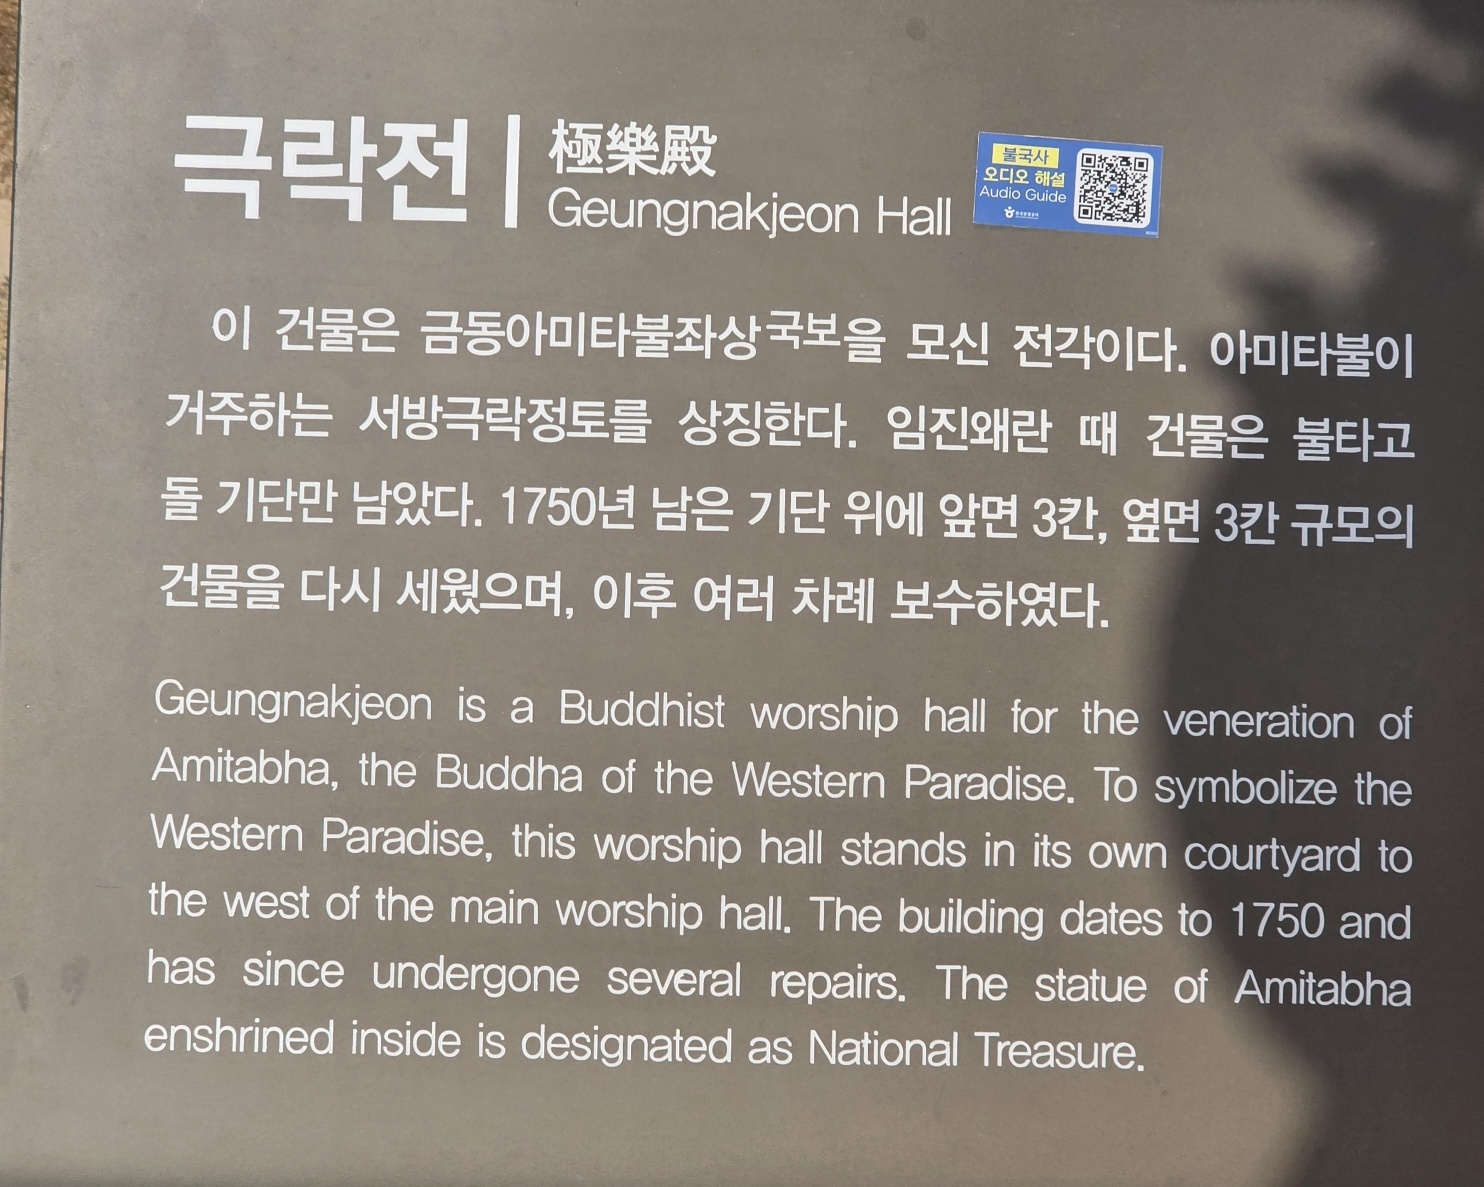 극락전
極樂殿
Geungnakjeon Hall
불국사
오디오 해설
Audio Guide
이 건물은 금동아미타불좌상국보을 모신 전각이다. 아미타불이
거주하는 서방극락정토를 상징한다. 임진왜란 때 건물은 불타고
돌 기단만 남았다. 1750년 남은 기단 위에 앞면 3칸, 옆면 3칸 규모의
건물을 다시 세웠으며, 이후 여러 차례 보수하였다.
Geungnakjeon is a Buddhist worship hall for the veneration of
Amitabha, the Buddha of the Western Paradise. To symbolize the
Western Paradise, this worship hall stands in its own courtyard to
the west of the main worship hall. The building dates to 1750 and
has since undergone several repairs. The statue of Amitabha
enshrined inside is designated as National Treasure.